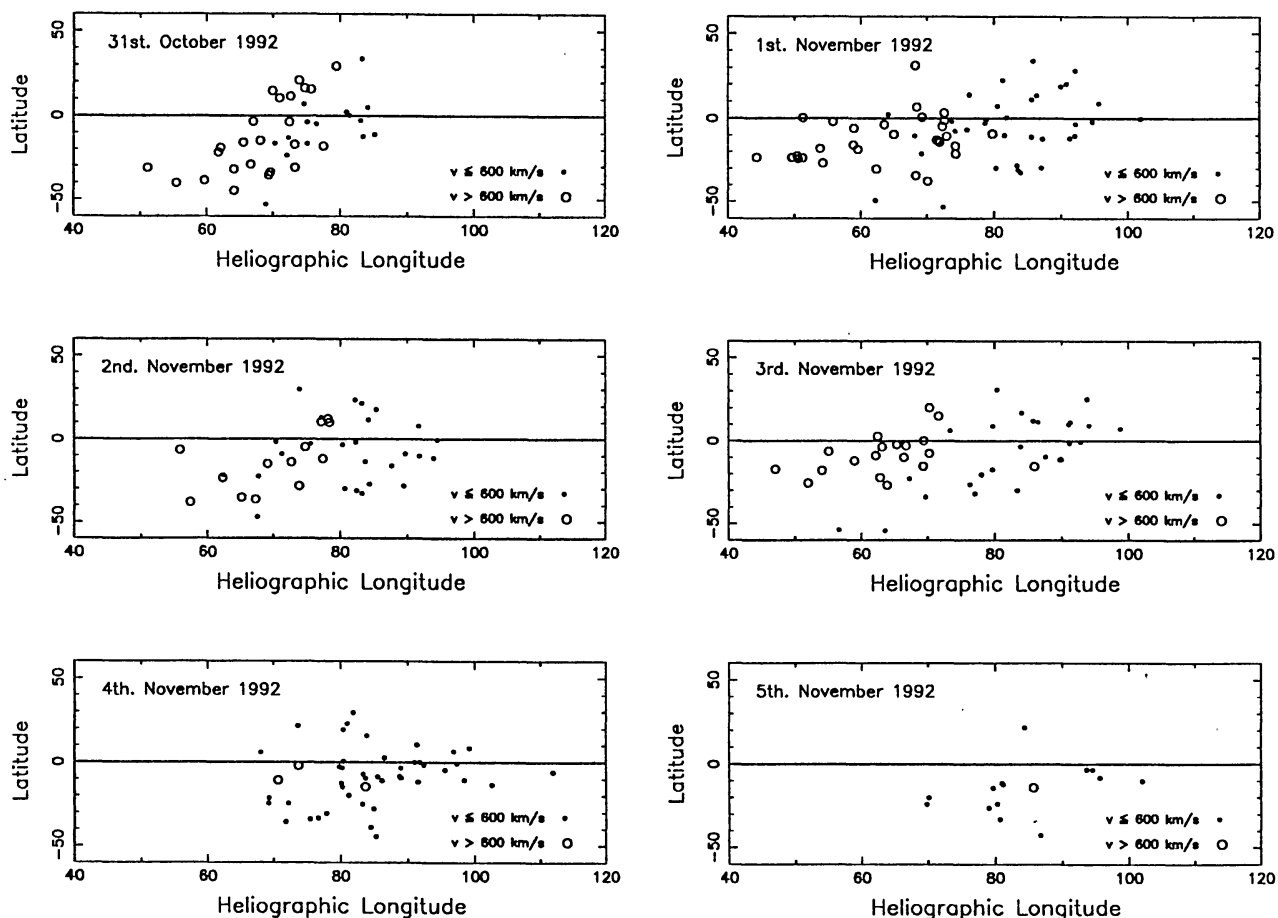 31st. October 1992
Latitude
50
0
−50
v ≤ 600 km/s
v > 600 km/s
40 60 80 100 120
Heliographic Longitude
1st. November 1992
Latitude
50
0
−50
v ≤ 600 km/s
v > 600 km/s
40 60 80 100 120
Heliographic Longitude
2nd. November 1992
Latitude
50
0
−50
v ≤ 600 km/s
v > 600 km/s
40 60 80 100 120
Heliographic Longitude
3rd. November 1992
Latitude
50
0
−50
v ≤ 600 km/s
v > 600 km/s
40 60 80 100 120
Heliographic Longitude
4th. November 1992
Latitude
50
0
−50
v ≤ 600 km/s
v > 600 km/s
40 60 80 100 120
Heliographic Longitude
5th. November 1992
Latitude
50
0
−50
v ≤ 600 km/s
v > 600 km/s
40 60 80 100 120
Heliographic Longitude